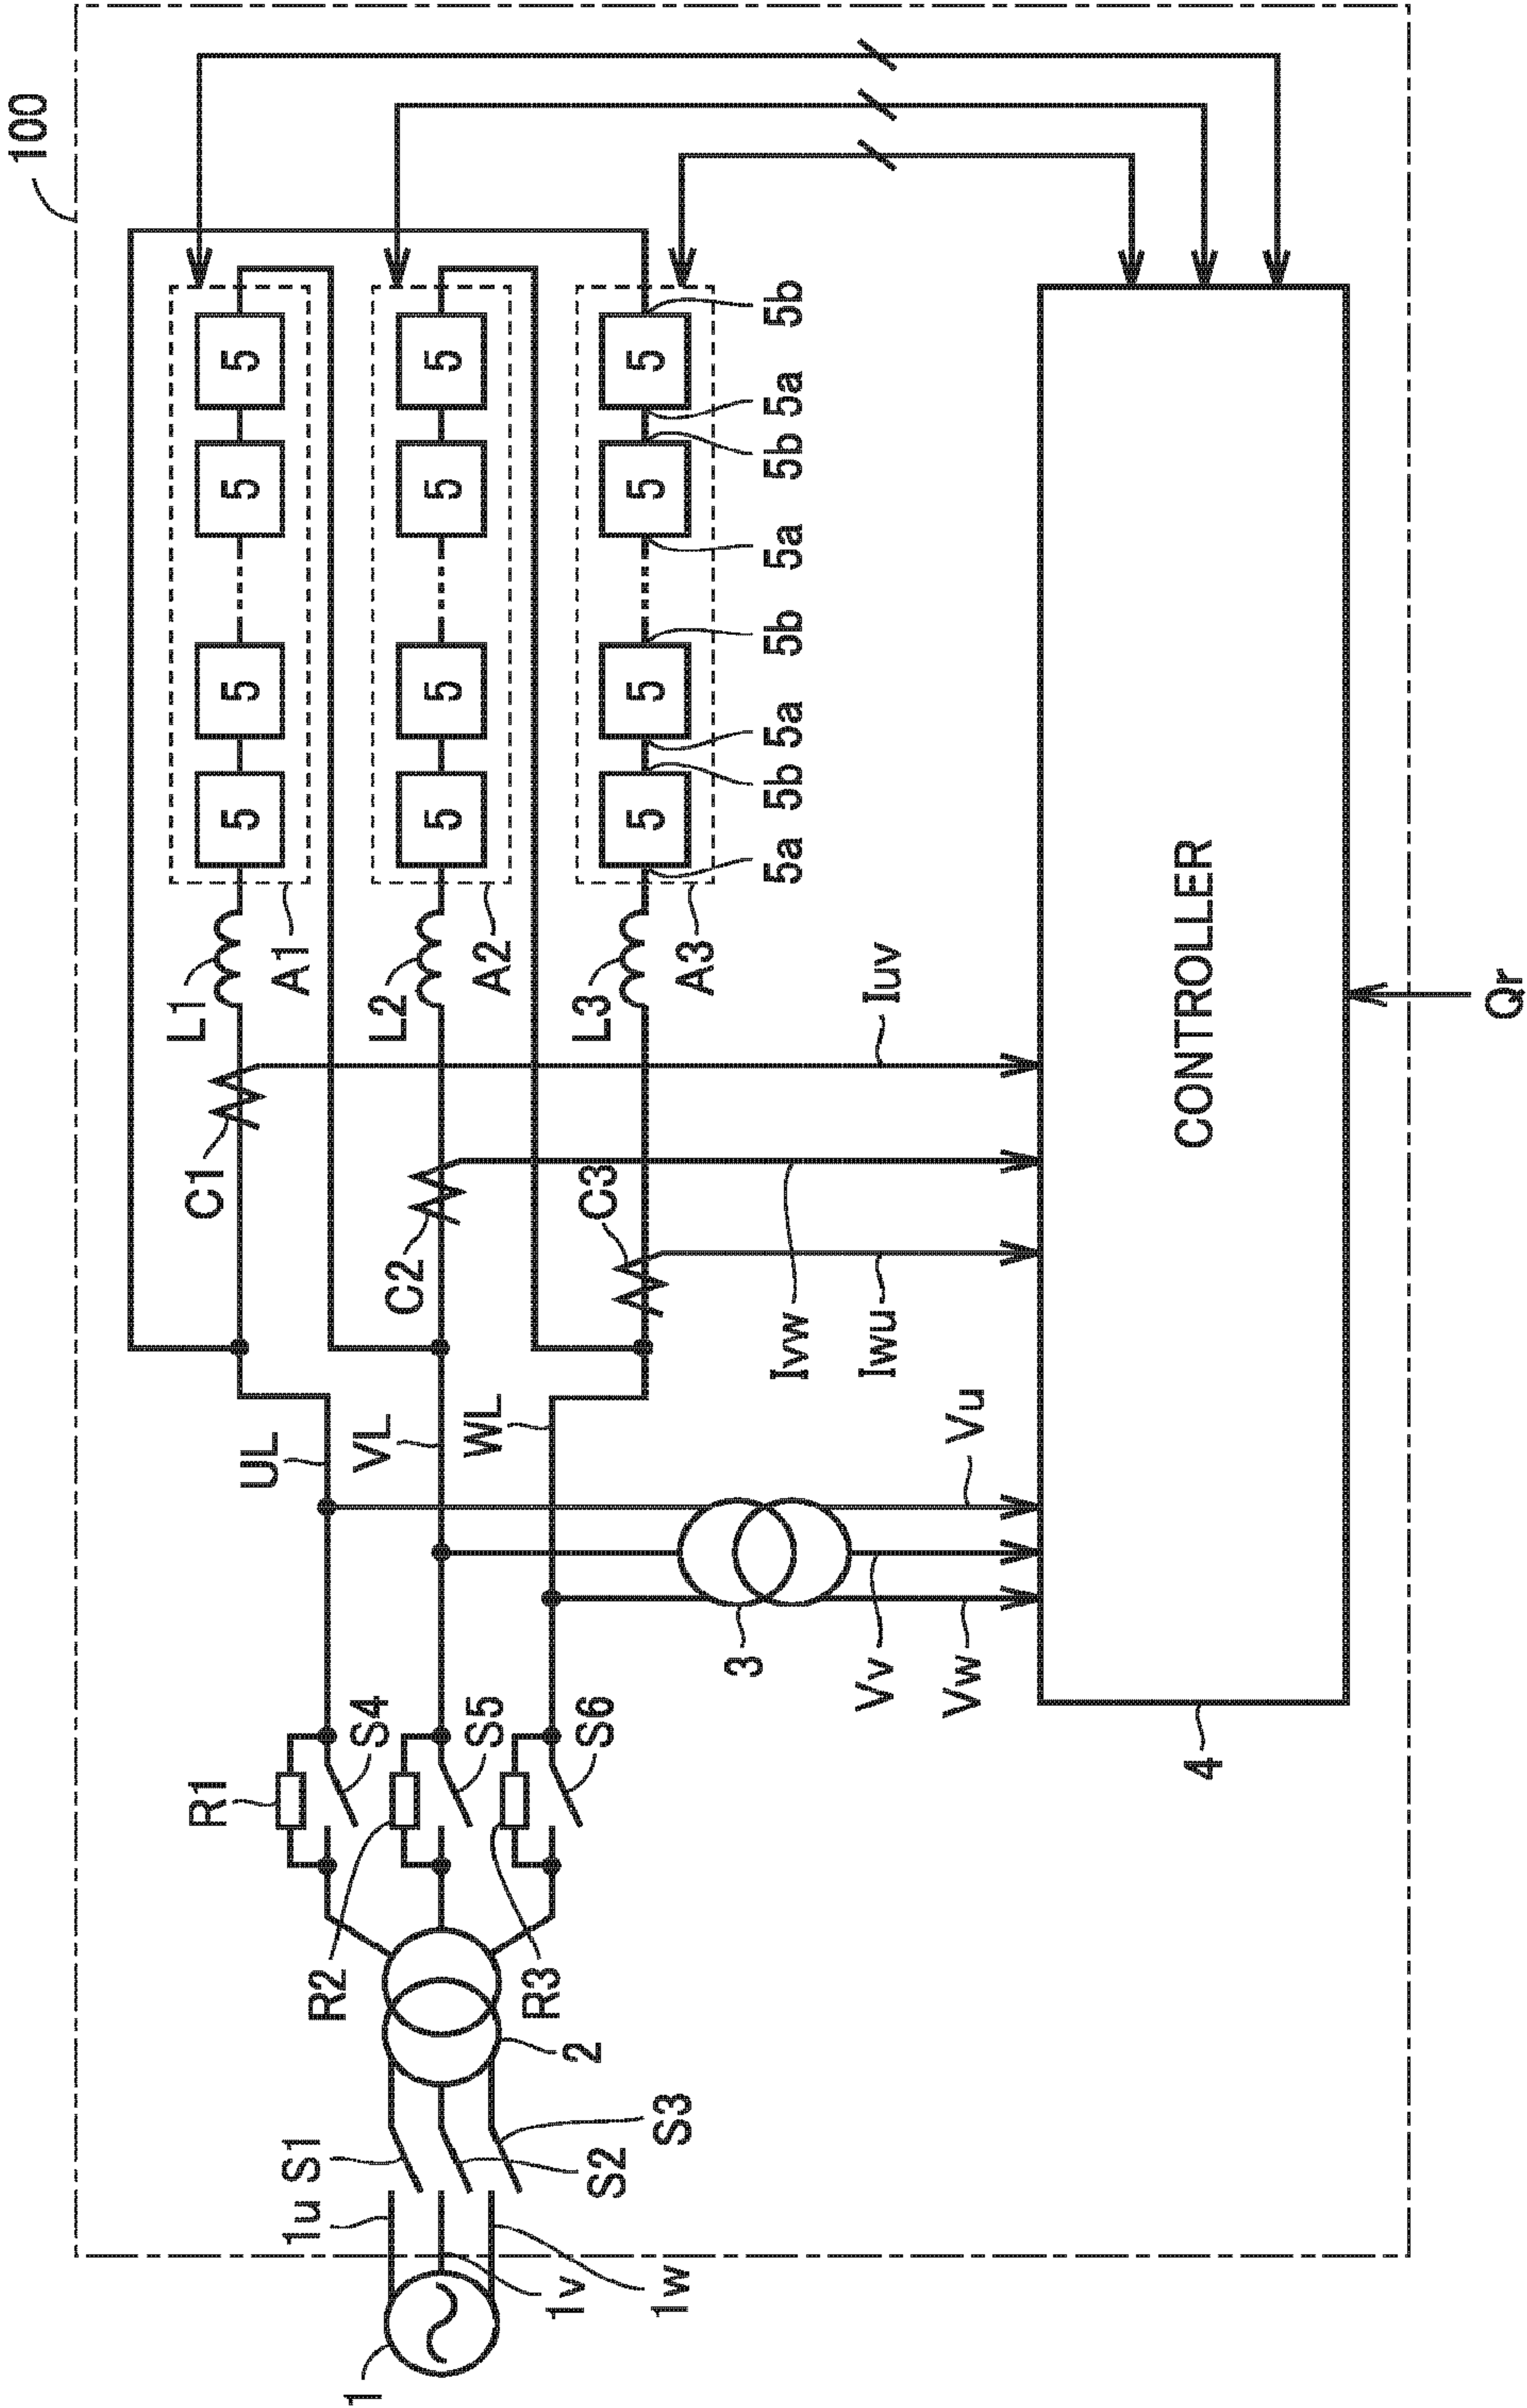 100
L1
A1
5 5 5 5
C1
UL
L2
A2
5 5 5 5
C2
VL
L3
A3
5 5 5 5
C3
WL
5a 5b 5a 5b 5a 5b 5a 5b
R1
S4
R2
S5
R3
S6
1u
S1
1v
S2
1w
S3
1
2
3
Vu
Vv
Vw
Iuv
Ivw
Iwu
CONTROLLER
4
Qr